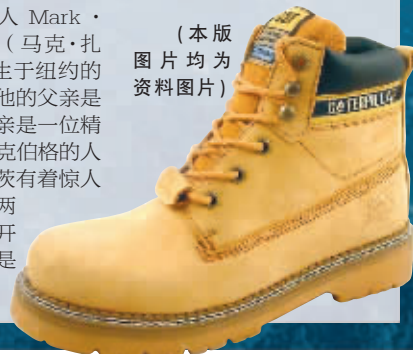 人 Mark·
(马克·扎
生于纽约的
他的父亲是
亲是一位精
克伯格的人
茨有着惊人
两
开
是
(本版
图片均为
资料图片)
CATERPILLAR